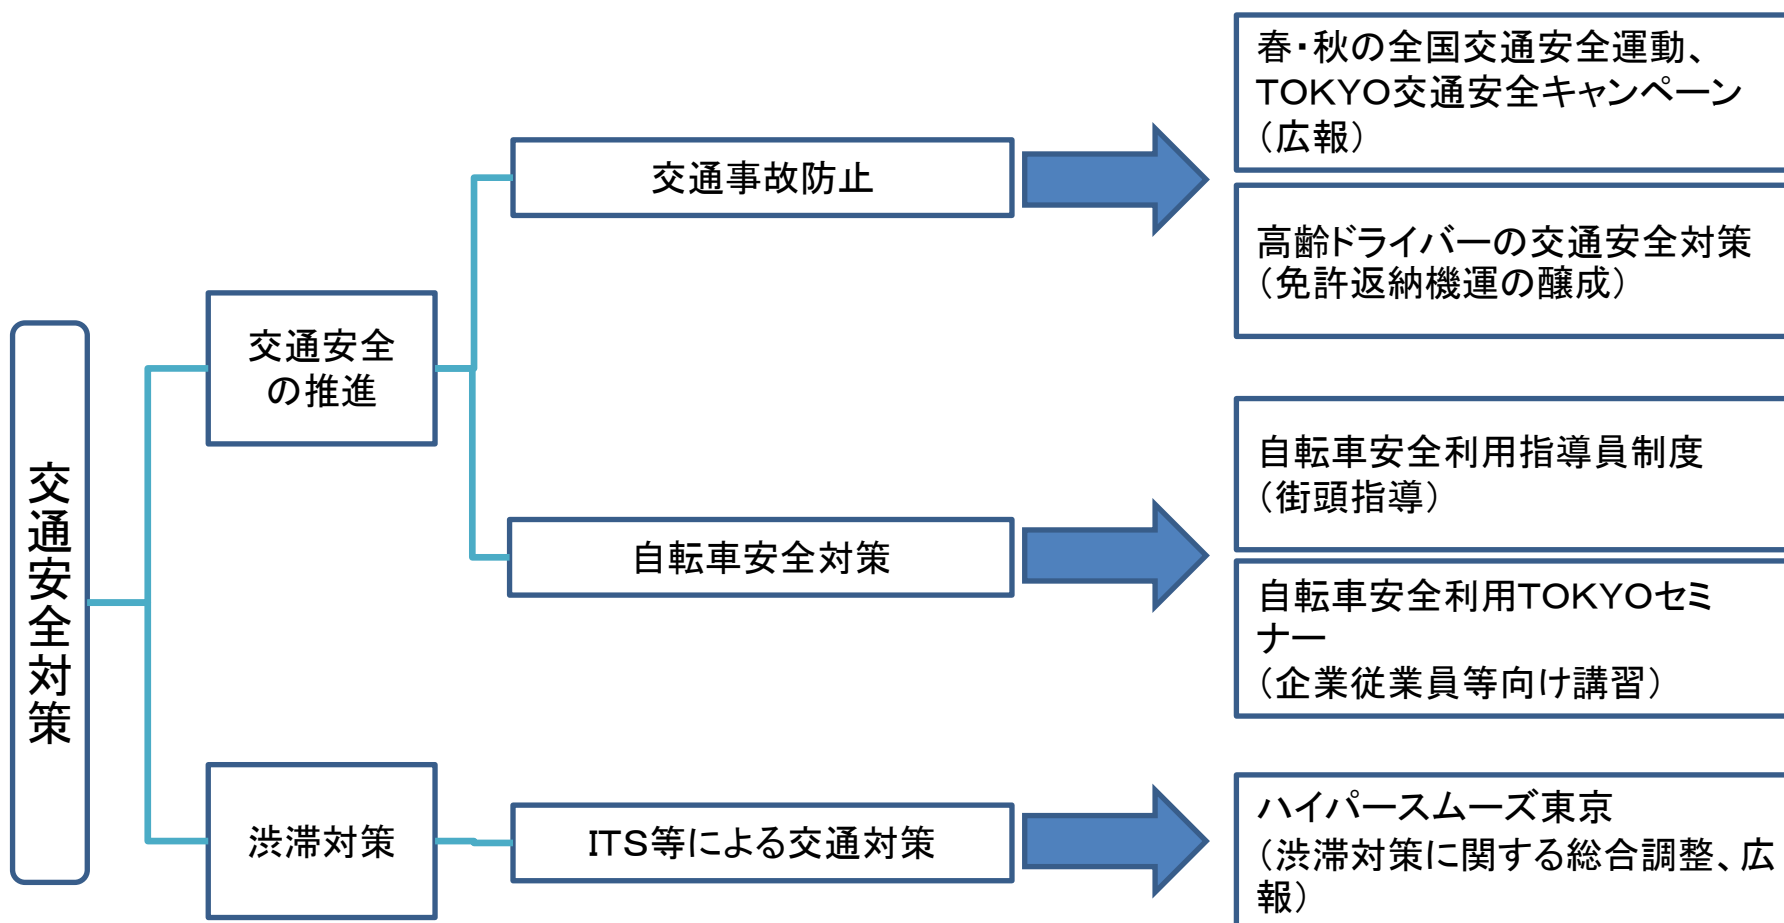 交通安全対策
交通安全
の推進
渋滞対策
交通事故防止
自転車安全対策
ITS等による交通対策
春・秋の全国交通安全運動、
TOKYO交通安全キャンペーン
（広報）
高齢ドライバーの交通安全対策
（免許返納機運の醸成）
自転車安全利用指導員制度
（街頭指導）
自転車安全利用TOKYOセミ
ナー
（企業従業員等向け講習）
ハイパースムーズ東京
（渋滞対策に関する総合調整、広
報）